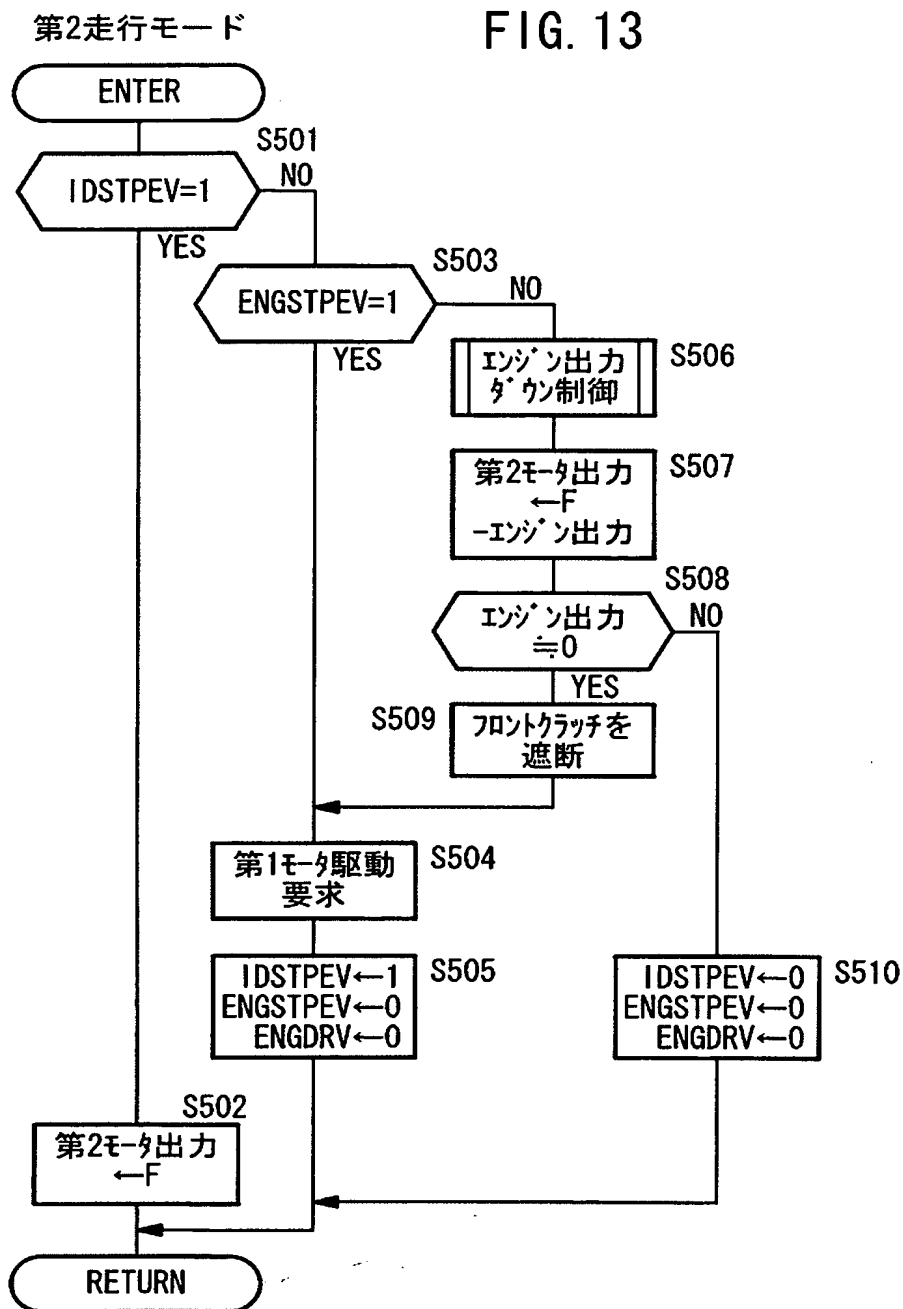 第2走行モード
FIG. 13
ENTER
S501
IDSTPEV=1
NO
YES
S503
ENGSTPEV=1
NO
YES
S506
エンジン出力
ダウン制御
S507
第2モータ出力
←F
-エンジン出力
S508
エンジン出力
≒0
NO
YES
S509
フロントクラッチを
遮断
第1モータ駆動
要求
S504
IDSTPEV←1
ENGSTPEV←0
ENGDRV←0
S505
IDSTPEV←0
ENGSTPEV←0
ENGDRV←0
S510
S502
第2モータ出力
←F
RETURN